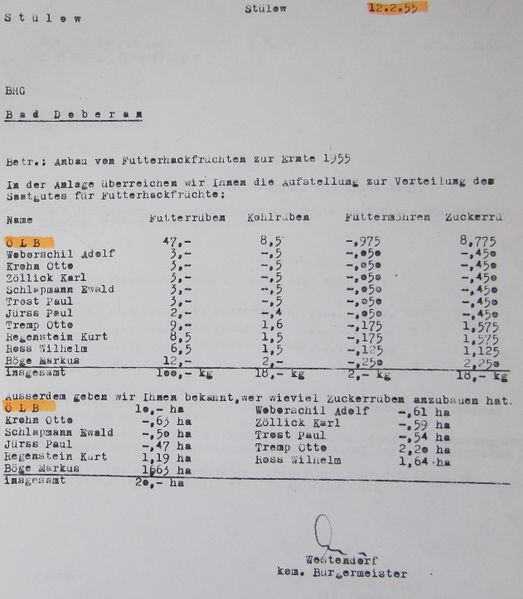 Stülow 12.2.55
Stülow
BHG
Bad Doberan
Betr.: Anbau von Futterhackfrüchten zur Ernte 1955
In der Anlage überreichen wir Ihnen die Aufstellung zur Verteilung des
Saatgutes für Futterhackfrüchte:
Name Futterrüben Kohlrüben Futtermöhren Zuckerrü
ÖLB 47,- 8,5 -,975 8,775
Weberschil Adolf 3,- -,5 -,050 -,450
Krohn Otto 3,- -,5 -,050 -,450
Zöllick Karl 3,- -,5 -,050 -,450
Schlapmann Ewald 3,- -,5 -,050 -,450
Trost Paul 3,- -,5 -,050 -,450
Jürss Paul 2,- -,4 -,050 -,450
Tremp Otto 9,- 1,6 -,175 1,575
Regenstein Kurt 8,5 1,5 -,175 1,575
Ross Wilhelm 6,5 1,5 -,125 1,125
Böge Markus 12,- 2,- -,250 2,250
insgesamt 100,- kg 18,- kg 2,- kg 18,- kg
Ausserdem geben wir Ihnen bekannt,wer wieviel Zuckerrüben anzubauen hat.
ÖLB 10,- ha Weberschil Adolf -,61 ha
Krohn Otto -,63 ha Zöllick Karl -,59 ha
Schlapmann Ewald -,50 ha Trost Paul -,54 ha
Jürss Paul -,47 ha Tremp Otto 2,20 ha
Regenstein Kurt 1,19 ha Ross Wilhelm 1,64 ha
Böge Markus 1,63 ha
insgesamt 20,- ha
Westendorf
kom. Bürgermeister